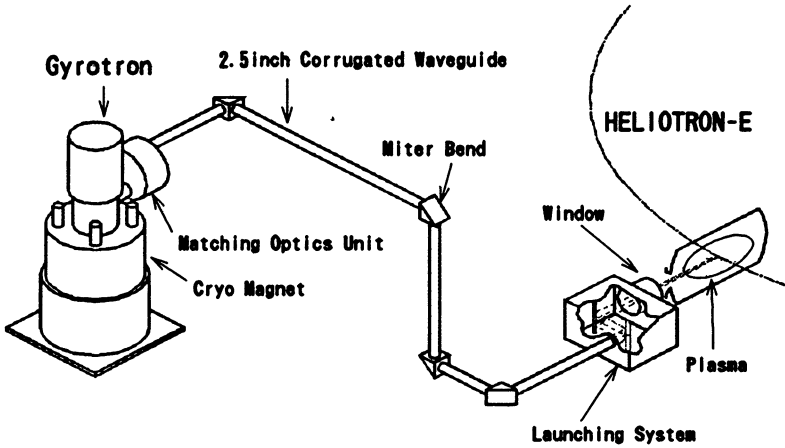 Gyrotron
2.5inch Corrugated Waveguide
HELIOTRON-E
Miter Bend
Window
Matching Optics Unit
Cryo Magnet
Plasma
Launching System